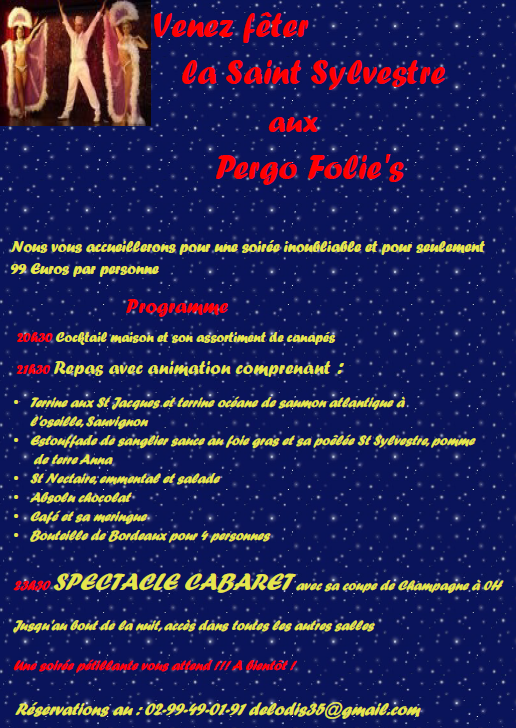 Venez fêter
la Saint Sylvestre
aux
Pergo Folie's
Nous vous accueillerons pour une soirée inoubliable et pour seulement
99 Euros par personne
Programme
20h30 Cocktail maison et son assortiment de canapés
21h30 Repas avec animation comprenant :
• Terrine aux St Jacques et terrine océane de saumon atlantique à
l'oseille, Sauvignon
• Estouffade de sanglier sauce au foie gras et sa poêlée St Sylvestre, pomme
de terre Anna
• St Nectaire, emmental et salade
• Absolu chocolat
• Café et sa meringue
• Bouteille de Bordeaux pour 4 personnes
23h30 SPECTACLE CABARET avec sa coupe de Champagne à 0H
Jusqu'au bout de la nuit, accès dans toutes les autres salles
Une soirée pétillante vous attend !!! A bientôt !
Réservations au : 02-99-49-01-91 delodis35@gmail.com